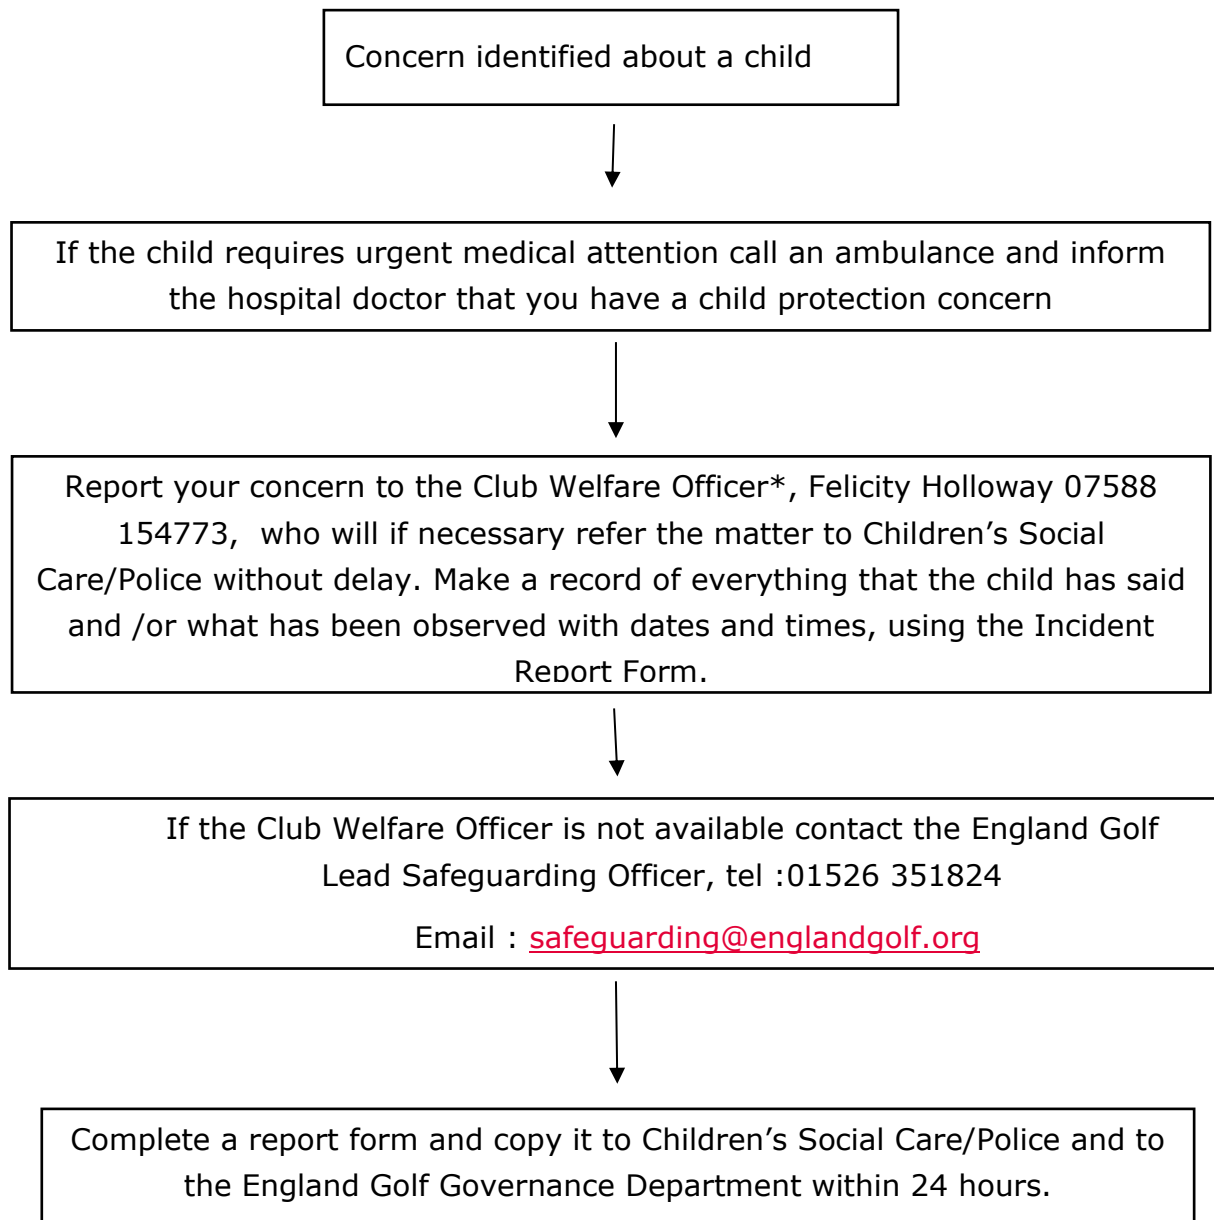 Concern identified about a child
If the child requires urgent medical attention call an ambulance and inform
the hospital doctor that you have a child protection concern
Report your concern to the Club Welfare Officer*, Felicity Holloway 07588
154773,  who will if necessary refer the matter to Children’s Social
Care/Police without delay. Make a record of everything that the child has said
and /or what has been observed with dates and times, using the Incident
Report Form.
If the Club Welfare Officer is not available contact the England Golf
Lead Safeguarding Officer, tel :01526 351824
Email : safeguarding@englandgolf.org
Complete a report form and copy it to Children’s Social Care/Police and to
the England Golf Governance Department within 24 hours.